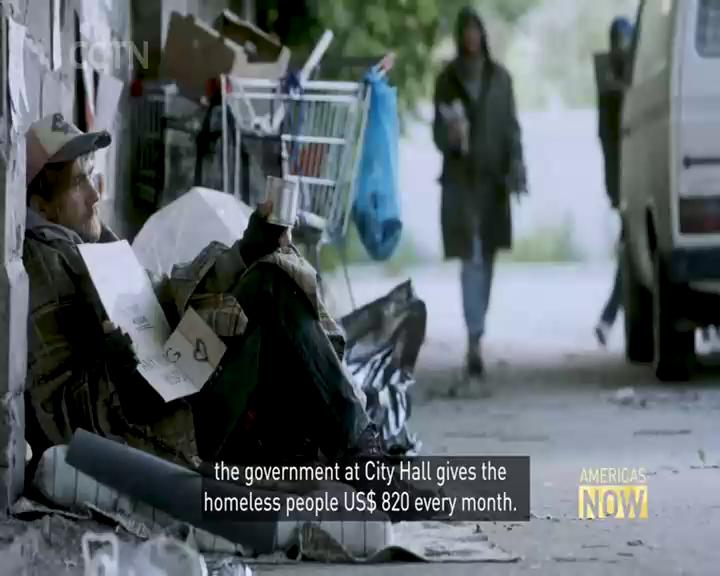 CGTN
the government at City Hall gives the
homeless people US$ 820 every month.
AMERICAS
NOW